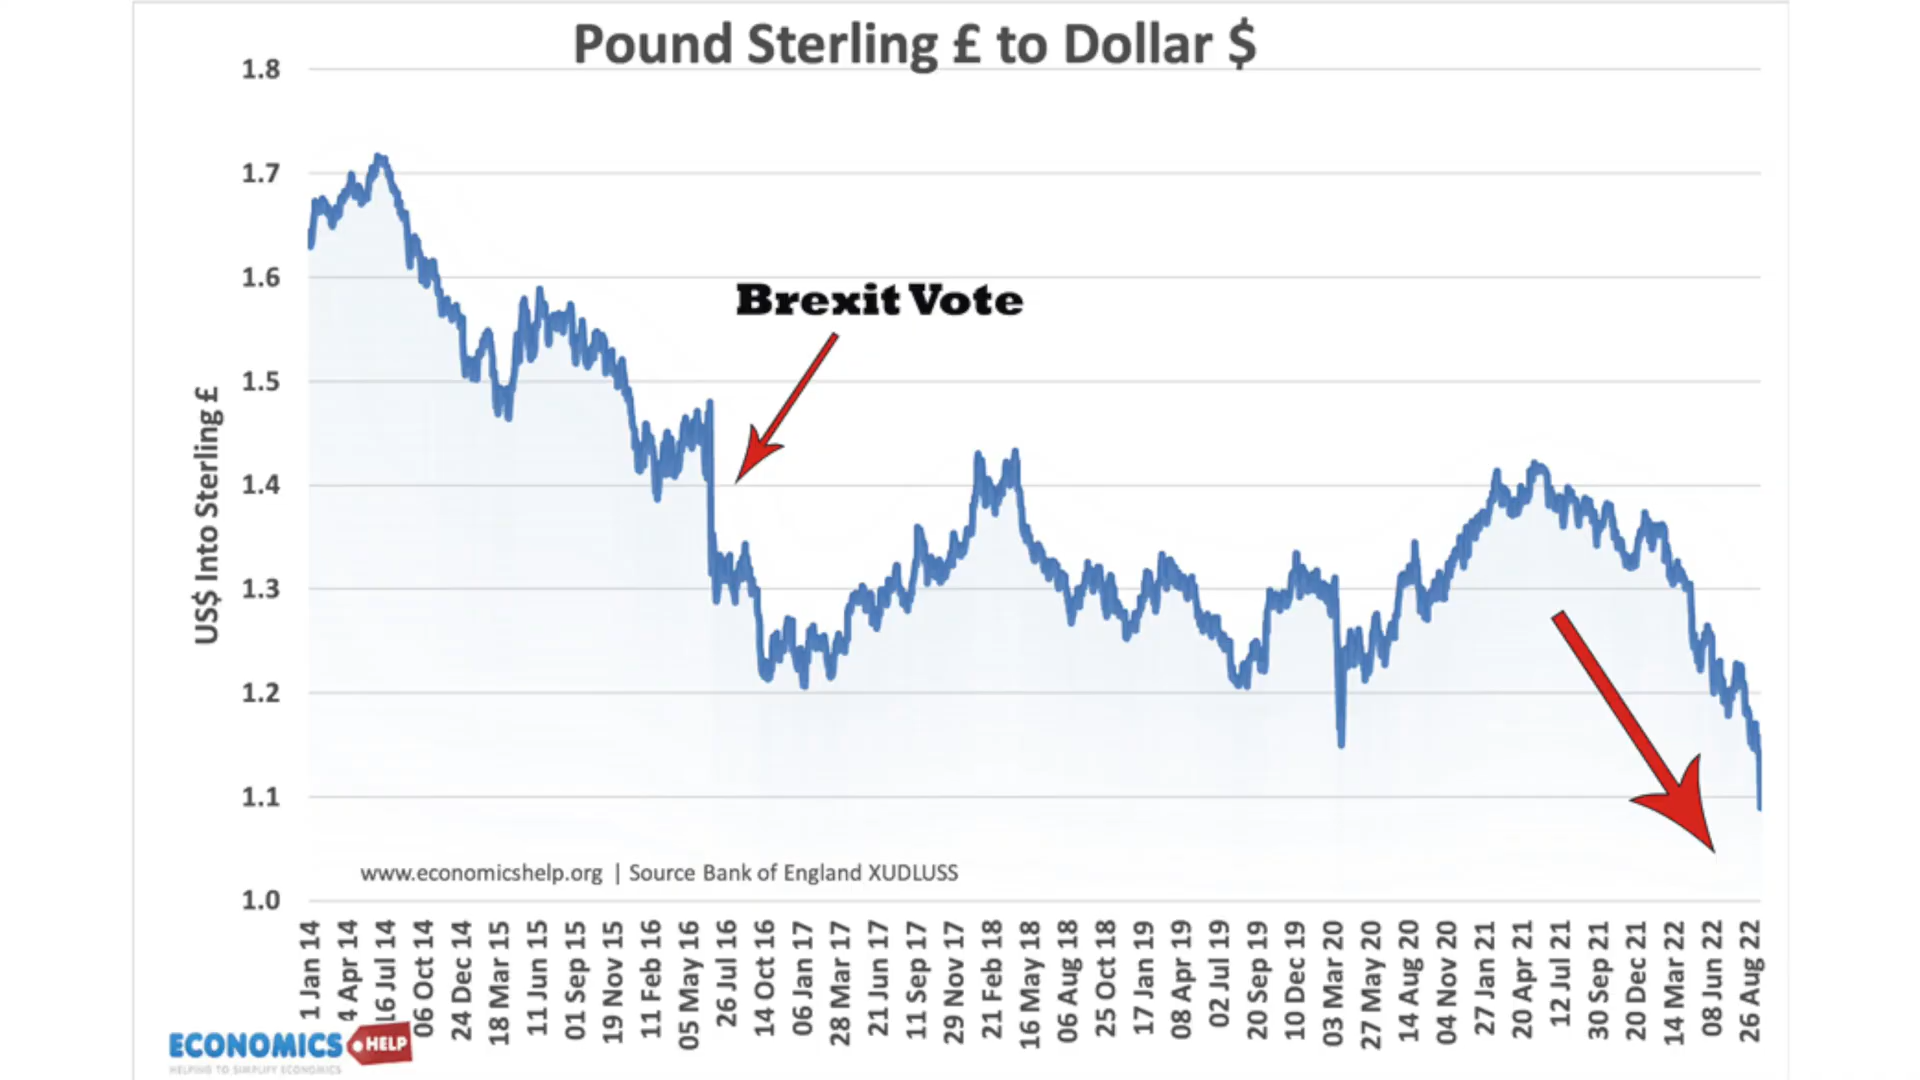 Pound Sterling £ to Dollar $
1.8
1.7
1.6
1.5
1.4
1.3
1.2
1.1
1.0
US$ Into Sterling £
Brexit Vote
www.economicshelp.org | Source Bank of England XUDLUSS
1 Jan 14
4 Apr 14
16 Jul 14
06 Oct 14
24 Dec 14
18 Mar 15
11 Jun 15
01 Sep 15
19 Nov 15
11 Feb 16
05 May 16
26 Jul 16
14 Oct 16
06 Jan 17
28 Mar 17
21 Jun 17
11 Sep 17
29 Nov 17
21 Feb 18
16 May 18
06 Aug 18
25 Oct 18
17 Jan 19
08 Apr 19
02 Jul 19
20 Sep 19
10 Dec 19
03 Mar 20
27 May 20
14 Aug 20
04 Nov 20
27 Jan 21
20 Apr 21
12 Jul 21
30 Sep 21
20 Dec 21
14 Mar 22
08 Jun 22
26 Aug 22
ECONOMICS HELP
HELPING TO SIMPLIFY ECONOMICS